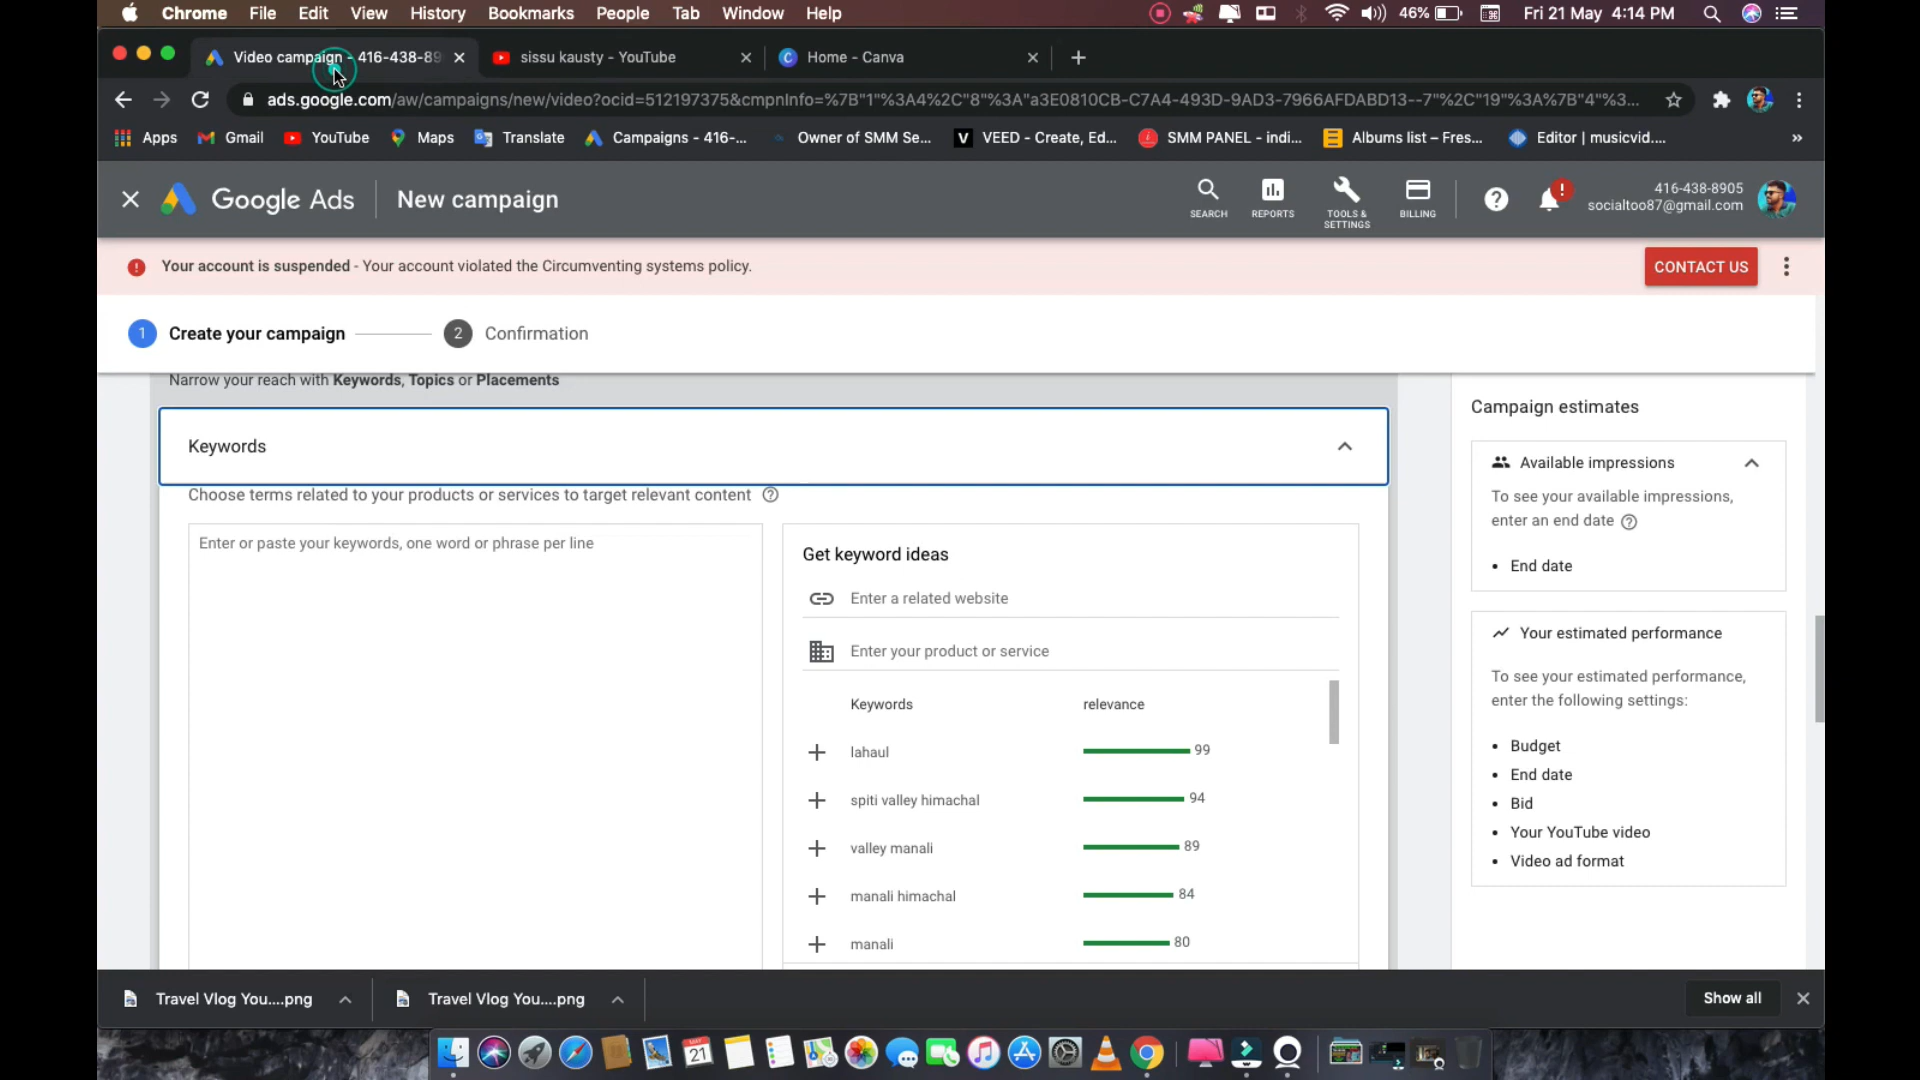 Chrome File Edit View History Bookmarks People Tab Window Help 46% Fri 21 May 4:14 PM
Video campaign - 416-438-89 sissu kausty - YouTube Home - Canva
ads.google.com/aw/campaigns/new/video?ocid=512197375&cmpnInfo=%7B"1"%3A4%2C"8"%3A"a3E0810CB-C7A4-493D-9AD3-7966AFDABD13--7"%2C"19"%3A%7B"4"%3...
Apps Gmail YouTube Maps Translate Campaigns - 416-... Owner of SMM Se... VEED - Create, Ed... SMM PANEL - indi... Albums list – Fres... Editor | musicvid....
Google Ads New campaign
SEARCH REPORTS TOOLS & SETTINGS BILLING
416-438-8905
socialtoo87@gmail.com
Your account is suspended - Your account violated the Circumventing systems policy.
CONTACT US
1 Create your campaign 2 Confirmation
Narrow your reach with Keywords, Topics or Placements
Keywords
Choose terms related to your products or services to target relevant content
Enter or paste your keywords, one word or phrase per line
Get keyword ideas
Enter a related website
Enter your product or service
Keywords relevance
lahaul 99
spiti valley himachal 94
valley manali 89
manali himachal 84
manali 80
Campaign estimates
Available impressions
To see your available impressions,
enter an end date
• End date
Your estimated performance
To see your estimated performance,
enter the following settings:
• Budget
• End date
• Bid
• Your YouTube video
• Video ad format
Travel Vlog You....png Travel Vlog You....png Show all
MAY
21